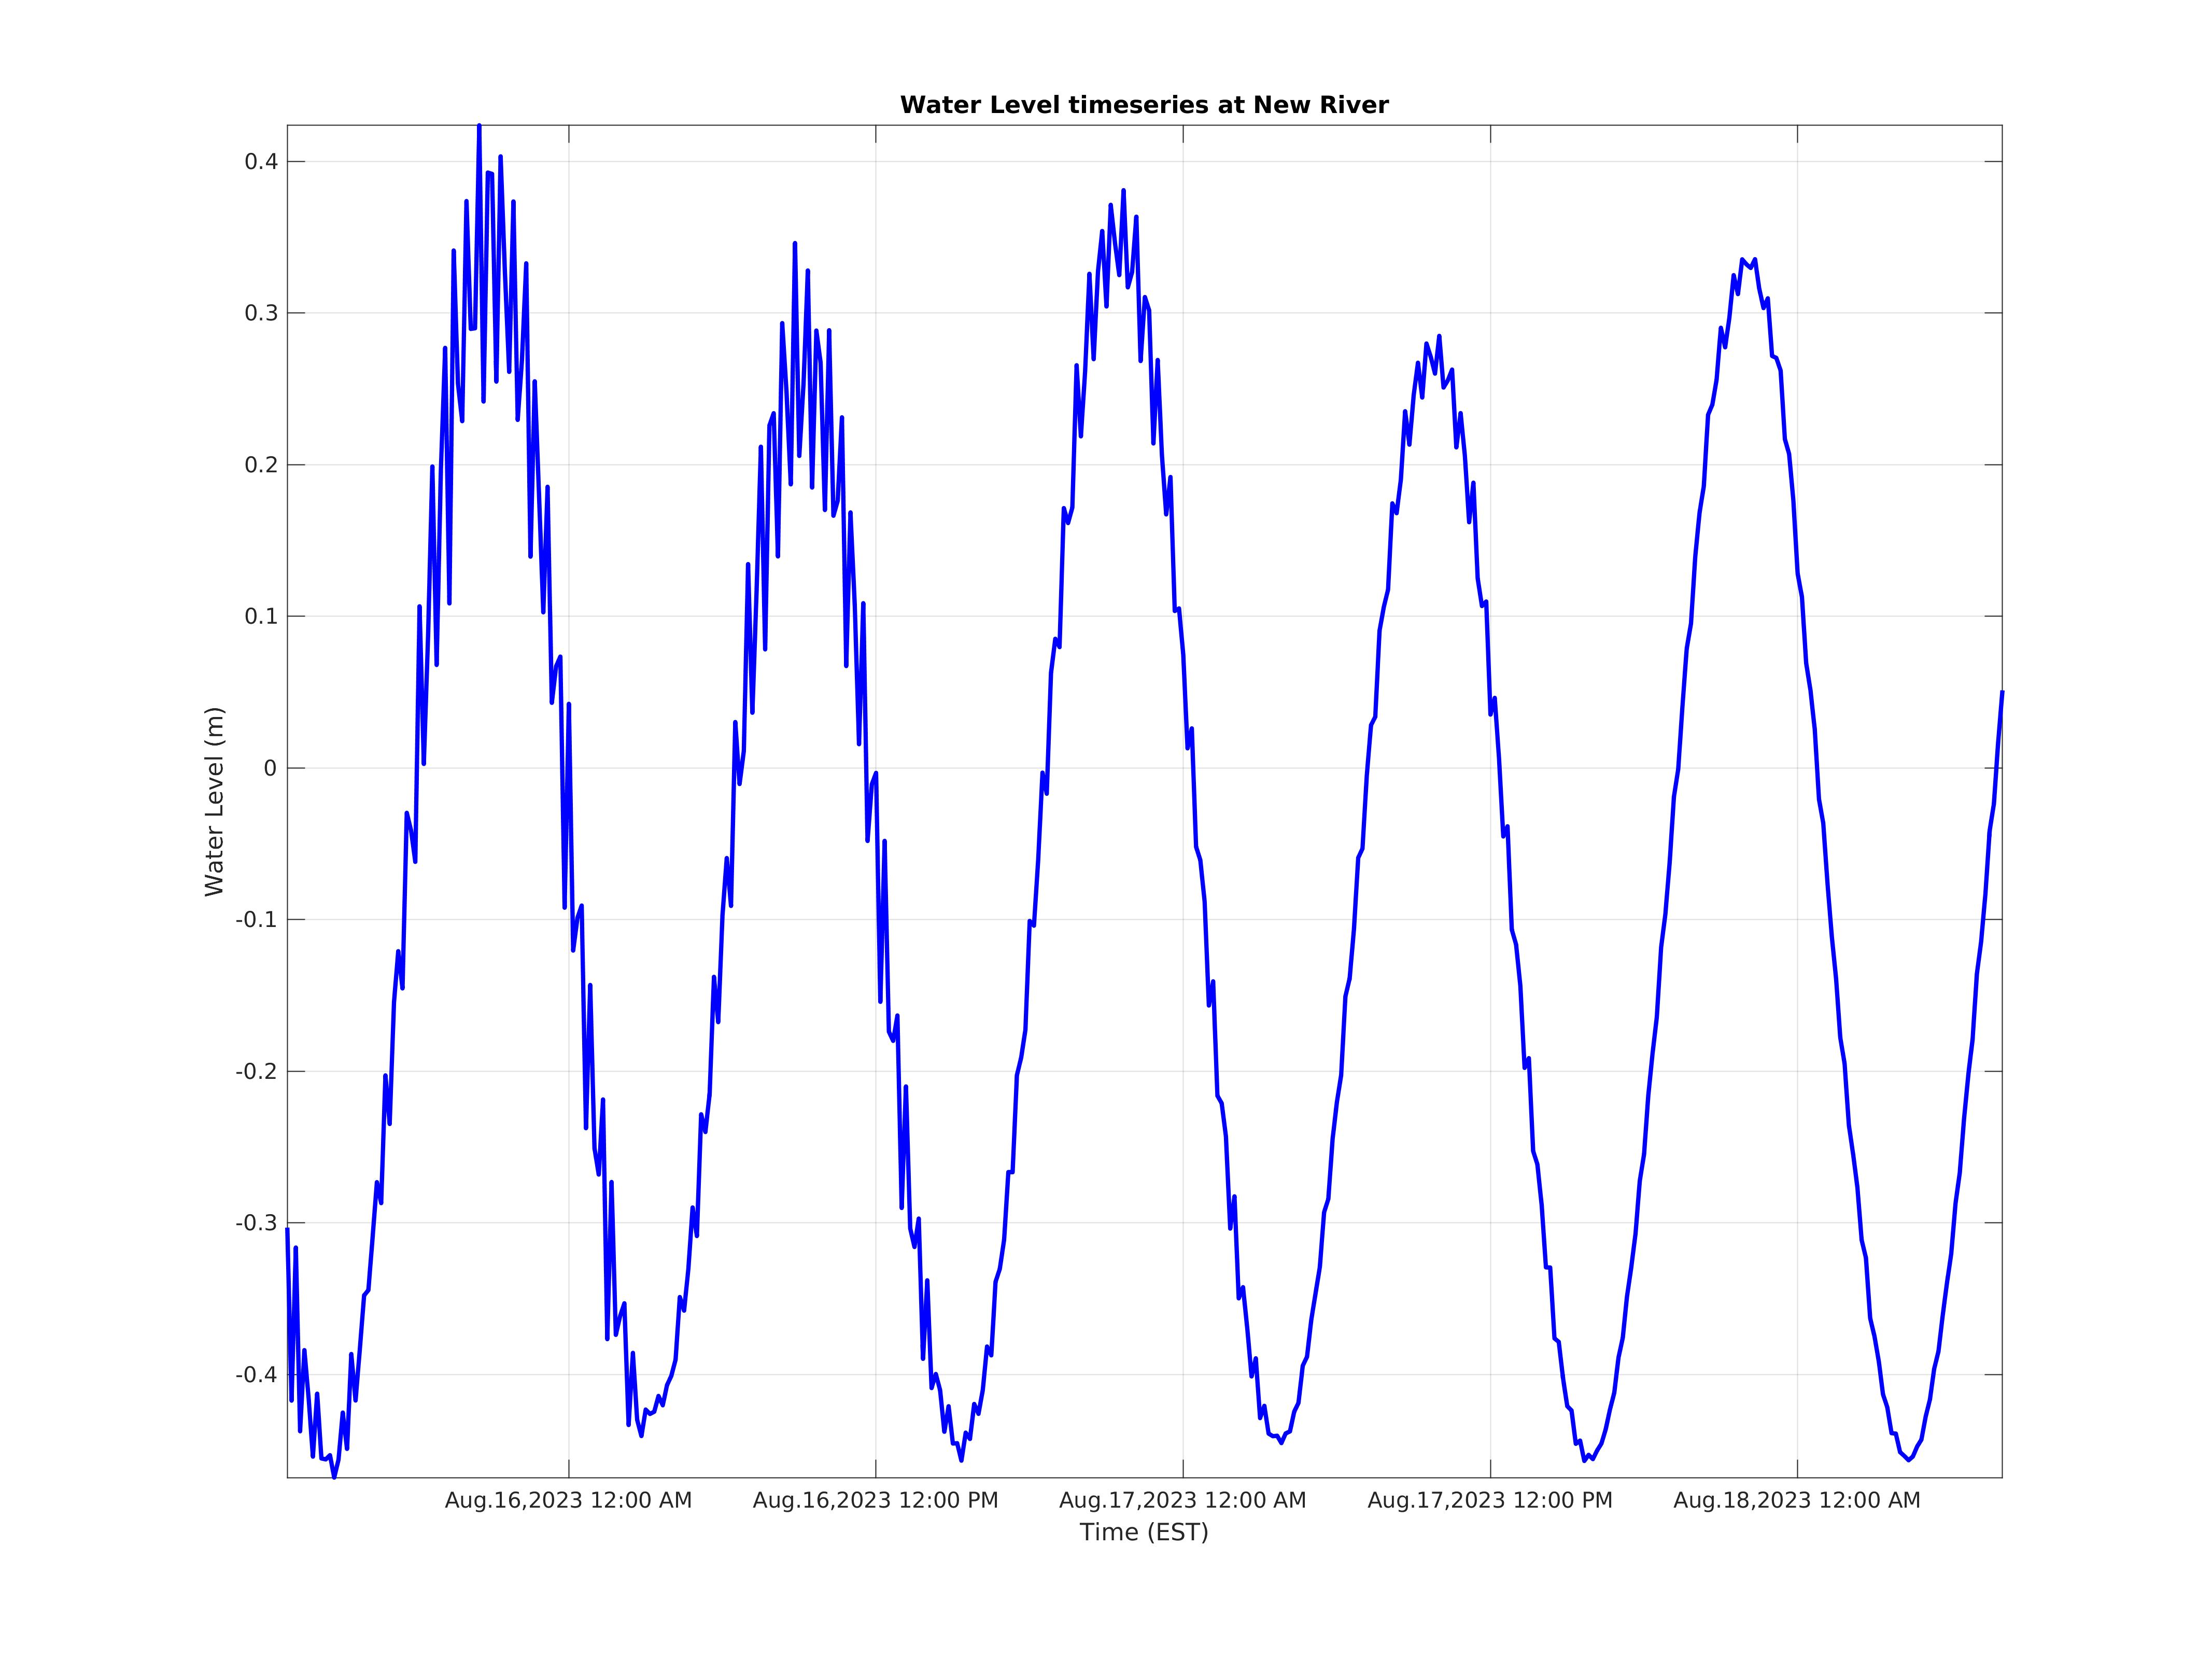 Water Level timeseries at New River
0.4
0.3
0.2
0.1
0
-0.1
-0.2
-0.3
-0.4
Water Level (m)
Aug.16,2023 12:00 AM
Aug.16,2023 12:00 PM
Aug.17,2023 12:00 AM
Aug.17,2023 12:00 PM
Aug.18,2023 12:00 AM
Time (EST)